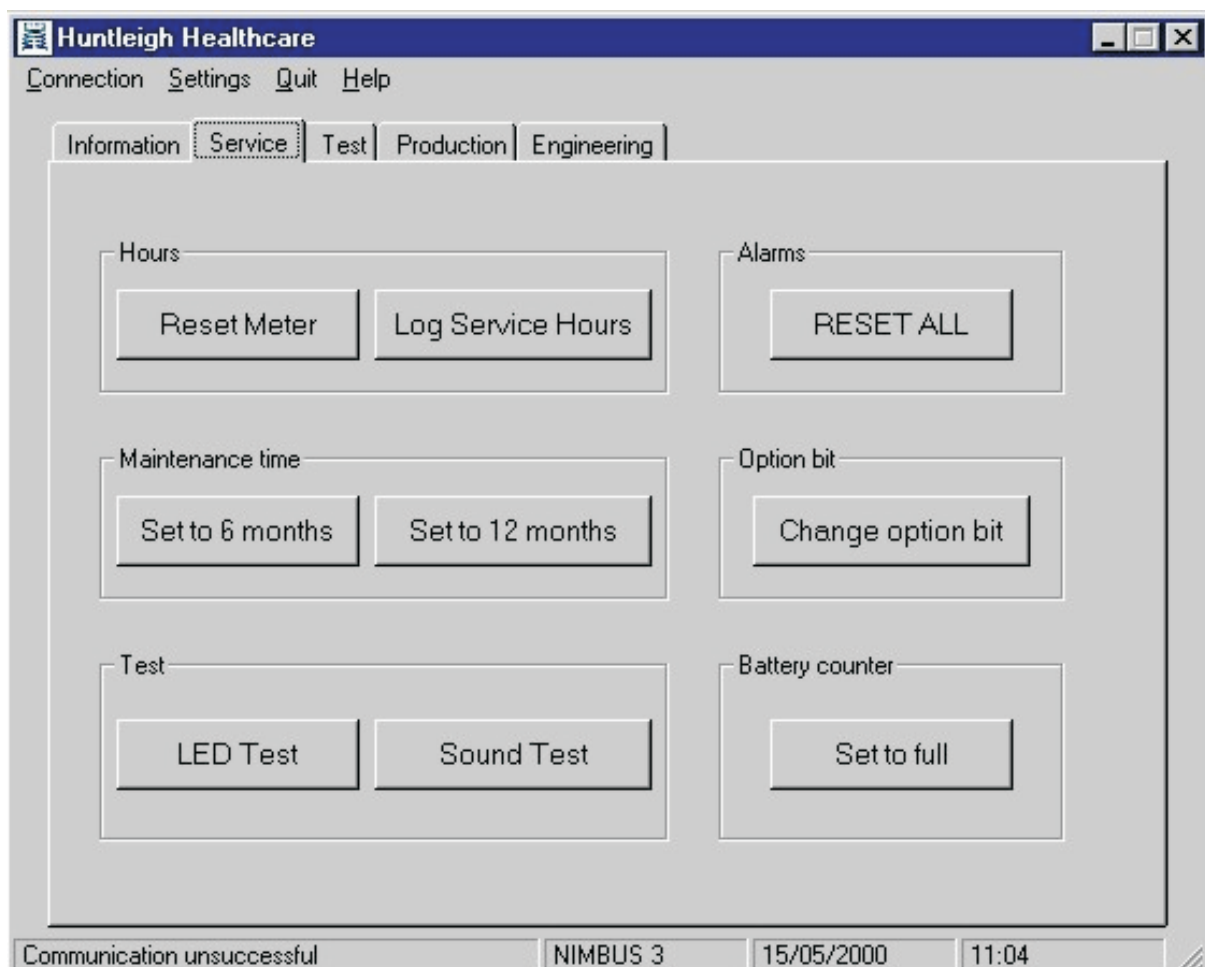 Huntleigh Healthcare
Connection Settings Quit Help
Information Service Test Production Engineering
Hours
Reset Meter Log Service Hours
Alarms
RESET ALL
Maintenance time
Set to 6 months Set to 12 months
Option bit
Change option bit
Test
LED Test Sound Test
Battery counter
Set to full
Communication unsuccessful NIMBUS 3 15/05/2000 11:04